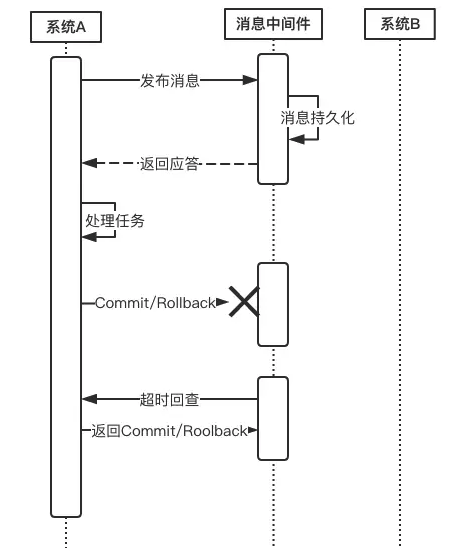 系统A
消息中间件
系统B
发布消息
消息持久化
返回应答
处理任务
Commit/Rollback
超时回查
返回Commit/Roolback